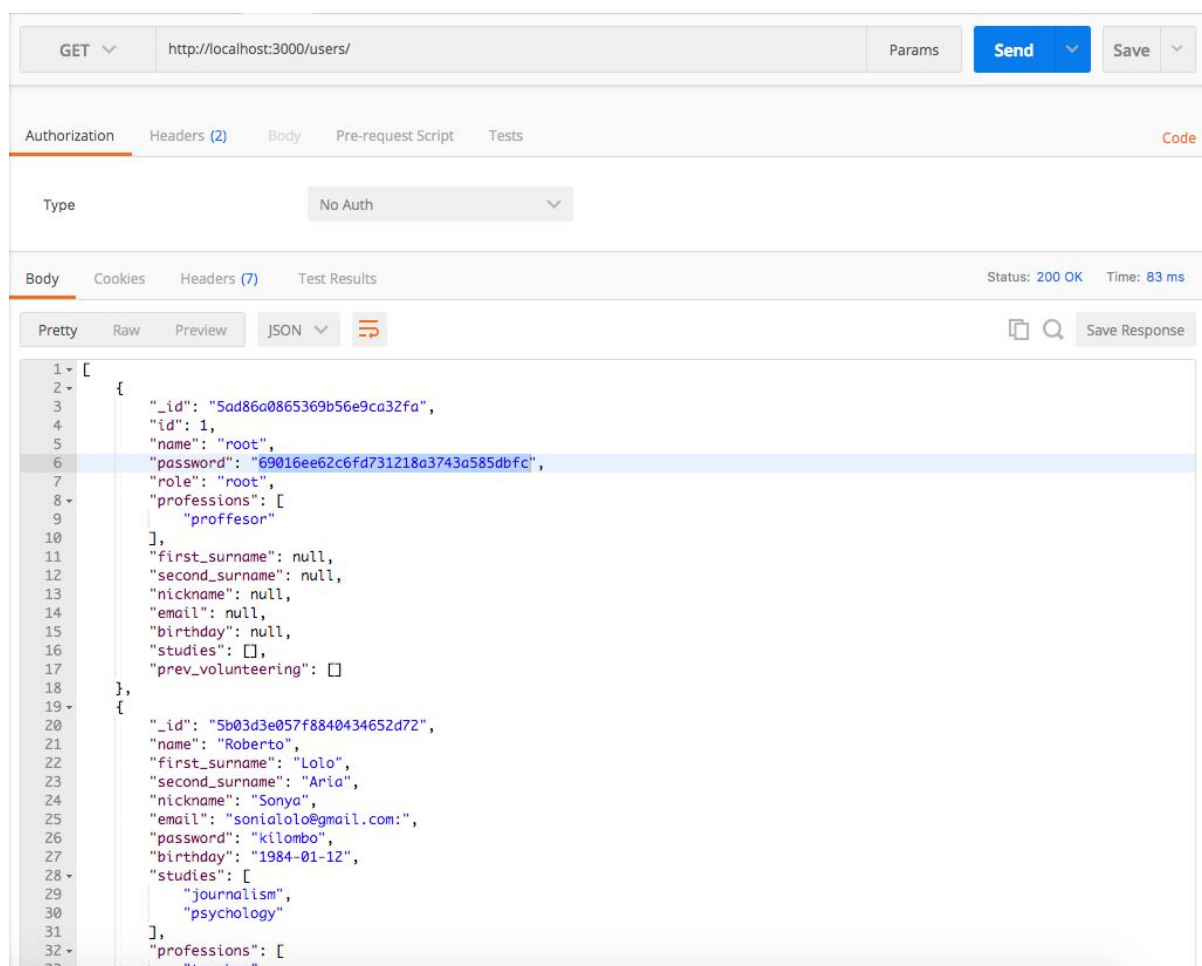 GET http://localhost:3000/users/ Params Send Save
Authorization Headers (2) Body Pre-request Script Tests Code
Type No Auth
Body Cookies Headers (7) Test Results Status: 200 OK Time: 83 ms
Pretty Raw Preview JSON Save Response
1 [
2 {
3 "_id": "5ad86a0865369b56e9ca32fa",
4 "id": 1,
5 "name": "root",
6 "password": "69016ee62c6fd731218a3743a585dbfc",
7 "role": "root",
8 "professions": [
9 "proffesor"
10 ],
11 "first_surname": null,
12 "second_surname": null,
13 "nickname": null,
14 "email": null,
15 "birthday": null,
16 "studies": [],
17 "prev_volunteering": []
18 },
19 {
20 "_id": "5b03d3e057f8840434652d72",
21 "name": "Roberto",
22 "first_surname": "Lolo",
23 "second_surname": "Aria",
24 "nickname": "Sonya",
25 "email": "sonialolo@gmail.com:",
26 "password": "kilombo",
27 "birthday": "1984-01-12",
28 "studies": [
29 "journalism",
30 "psychology"
31 ],
32 "professions": [